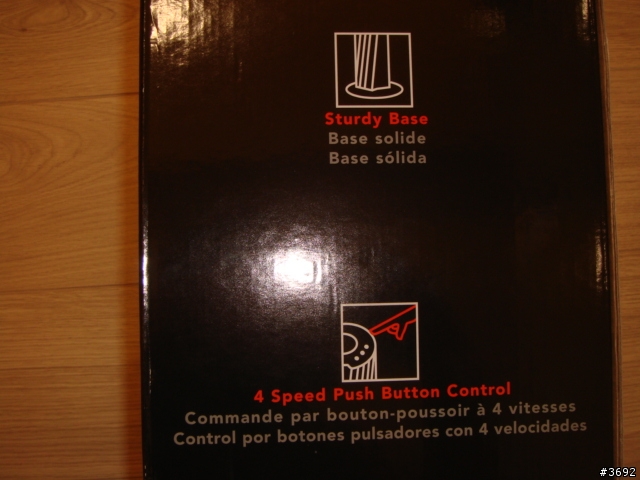 Sturdy Base
Base solide
Base sólida
4 Speed Push Button Control
Commande par bouton-poussoir à 4 vitesses
Control por botones pulsadores con 4 velocidades
#3692